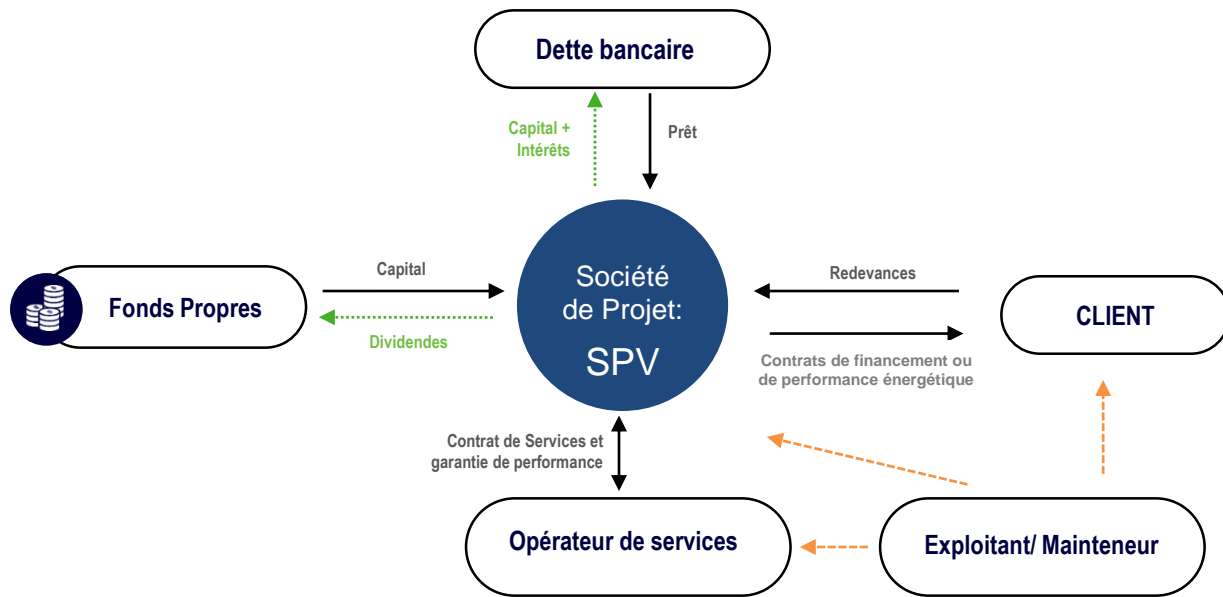 Dette bancaire
Capital +
Intérêts
Prêt
Capital
Fonds Propres
Dividendes
Société
de Projet:
SPV
Redevances
CLIENT
Contrats de financement ou
de performance énergétique
Contrat de Services et
garantie de performance
Opérateur de services
Exploitant/ Mainteneur